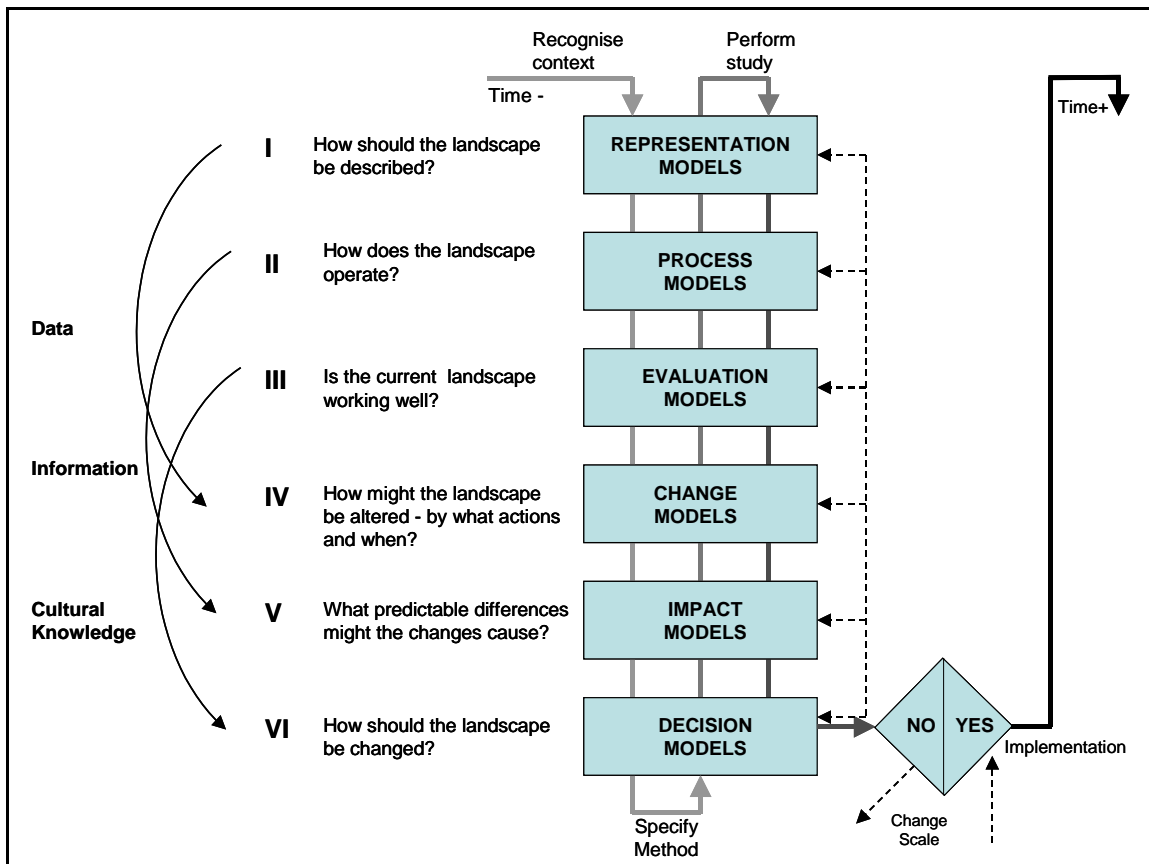 Recognise
context
Perform
study
Time -
Time+
I
How should the landscape
be described?
REPRESENTATION
MODELS
II
How does the landscape
operate?
PROCESS
MODELS
Data
III
Is the current landscape
working well?
EVALUATION
MODELS
Information
IV
How might the landscape
be altered - by what actions
and when?
CHANGE
MODELS
Cultural
Knowledge
V
What predictable differences
might the changes cause?
IMPACT
MODELS
VI
How should the landscape
be changed?
DECISION
MODELS
NO
YES
Implementation
Change
Scale
Specify
Method